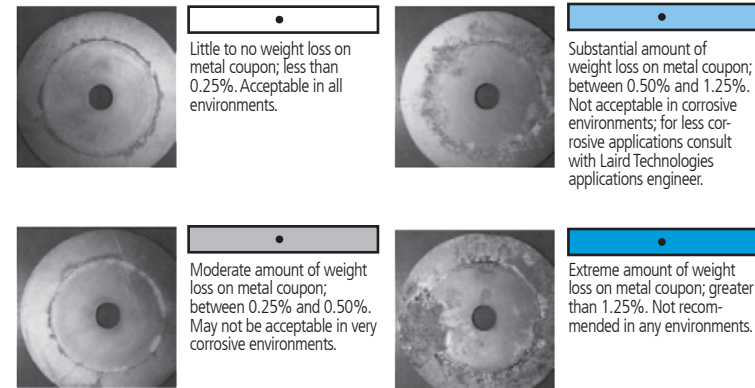 Little to no weight loss on
metal coupon; less than
0.25%. Acceptable in all
environments.
Substantial amount of
weight loss on metal coupon;
between 0.50% and 1.25%.
Not acceptable in corrosive
environments; for less cor-
rosive applications consult
with Laird Technologies
applications engineer.
Moderate amount of weight
loss on metal coupon;
between 0.25% and 0.50%.
May not be acceptable in very
corrosive environments.
Extreme amount of weight
loss on metal coupon; greater
than 1.25%. Not recom-
mended in any environments.